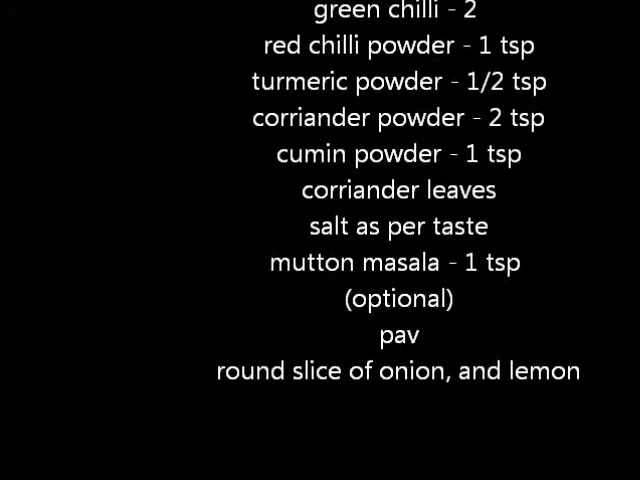 green chilli - 2
red chilli powder - 1 tsp
turmeric powder - 1/2 tsp
corriander powder - 2 tsp
cumin powder - 1 tsp
corriander leaves
salt as per taste
mutton masala - 1 tsp
(optional)
pav
round slice of onion, and lemon